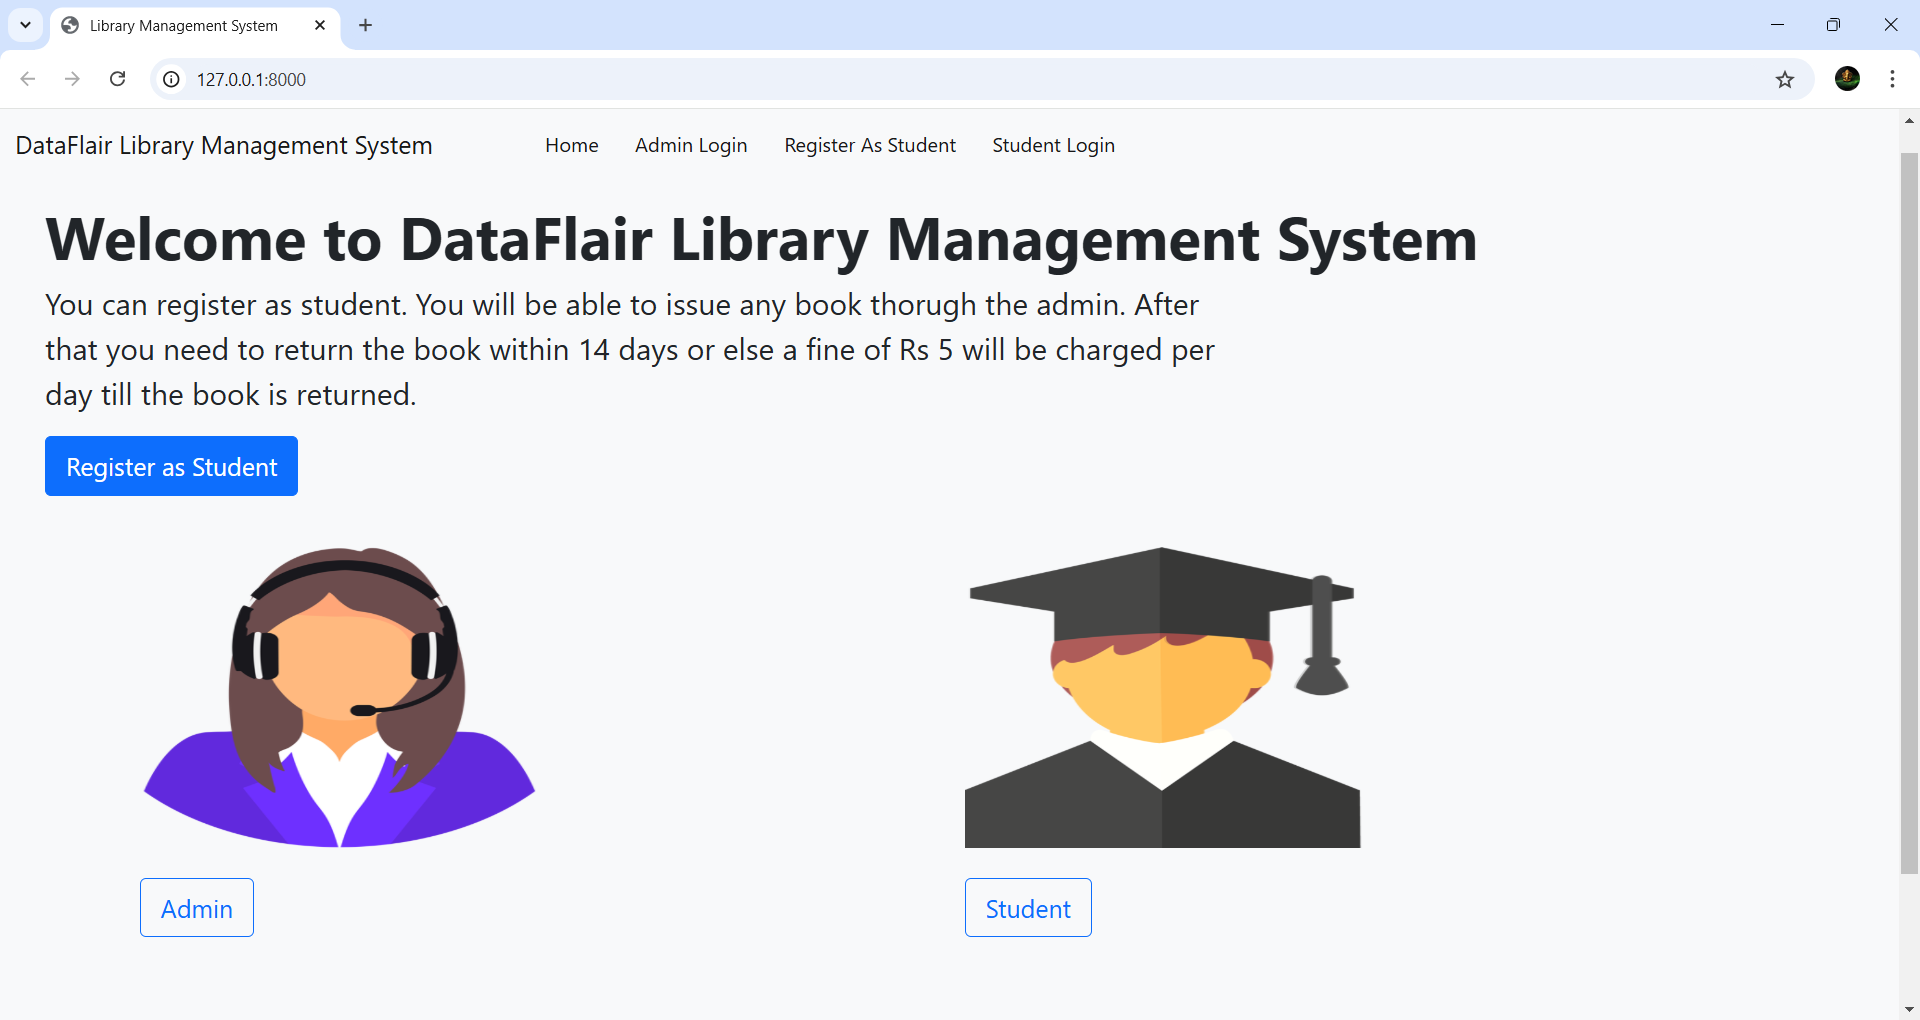 Library Management System
127.0.0.1:8000
DataFlair Library Management System
Home
Admin Login
Register As Student
Student Login
Welcome to DataFlair Library Management System
You can register as student. You will be able to issue any book thorugh the admin. After
that you need to return the book within 14 days or else a fine of Rs 5 will be charged per
day till the book is returned.
Register as Student
Admin
Student